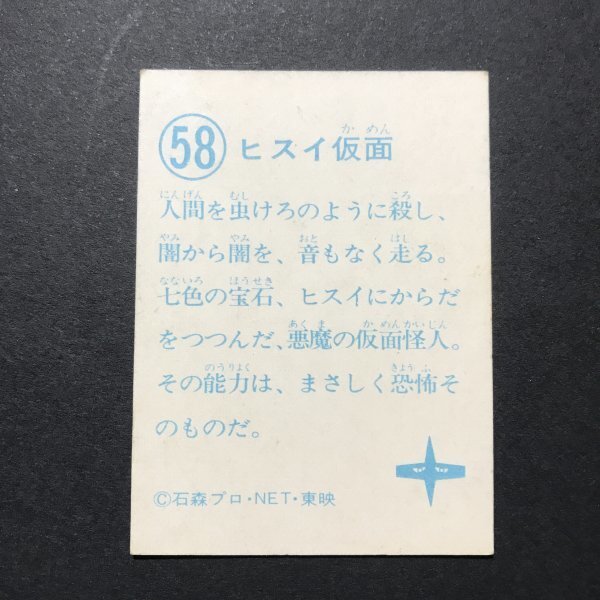 58 ヒスイ仮面
人間を虫けろのように殺し、
闇から闇を、音もなく走る。
七色の宝石、ヒスイにからだ
をつつんだ、悪魔の仮面怪人。
その能力は、まさしく恐怖そ
のものだ。
©石森プロ・NET・東映